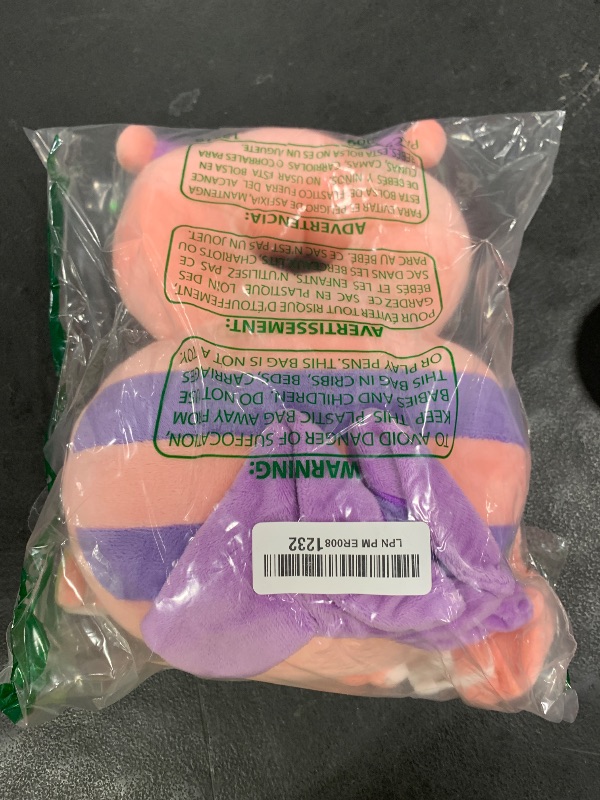 LPN PM ER0081232
WARNING:
TO AVOID DANGER OF SUFFOCATION,
KEEP THIS PLASTIC BAG AWAY FROM
BABIES AND CHILDREN. DO NOT USE
THIS BAG IN CRIBS, BEDS, CARRIAGES
OR PLAY PENS. THIS BAG IS NOT A TOY.
AVERTISSEMENT:
POUR ÉVITER TOUT RISQUE D'ÉTOUFFEMENT,
GARDEZ CE SAC EN PLASTIQUE LOIN DES
BÉBÉS ET LES ENFANTS. N'UTILISEZ PAS CE
SAC DANS LES BERCEAUX, LITS, CHARIOTS OU
PARC AU BEBE. CE SAC N'EST PAS UN JOUET.
ADVERTENCIA:
PARA EVITAR EL PELIGRO DE ASFIXIA, MANTENGA
ESTA BOLSA DE PLASTICO FUERA DEL ALCANCE
DE BEBES Y NINOS. NO USAR ESTA BOLSA EN
CUNAS, CAMAS, CARRIOLAS O CORRALES PARA
BEBES. ESTA BOLSA NO ES UN JUGUETE.